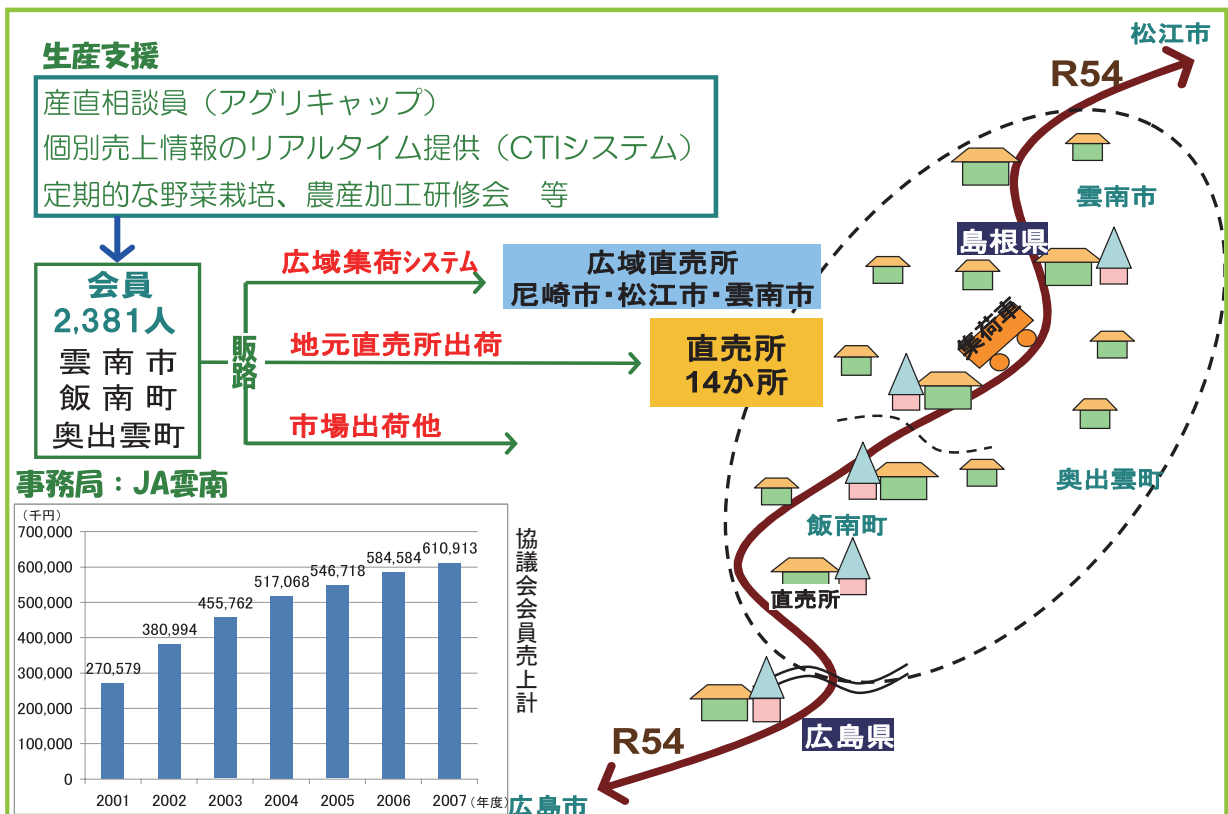 生産支援
産直相談員（アグリキャップ）
個別売上情報のリアルタイム提供（CTIシステム）
定期的な野菜栽培、農産加工研修会　等
会員
2,381人
雲南市
飯南町
奥出雲町
販路
広域集荷システム
広域直売所
尼崎市・松江市・雲南市
地元直売所出荷
直売所
14か所
市場出荷他
事務局：JA雲南
（千円）
700,000
600,000
500,000
400,000
300,000
200,000
100,000
0
270,579
380,994
455,762
517,068
546,718
584,584
610,913
2001
2002
2003
2004
2005
2006
2007
（年度）
協議会会員売上計
松江市
R54
雲南市
島根県
集荷車
奥出雲町
飯南町
直売所
広島県
R54
広島市